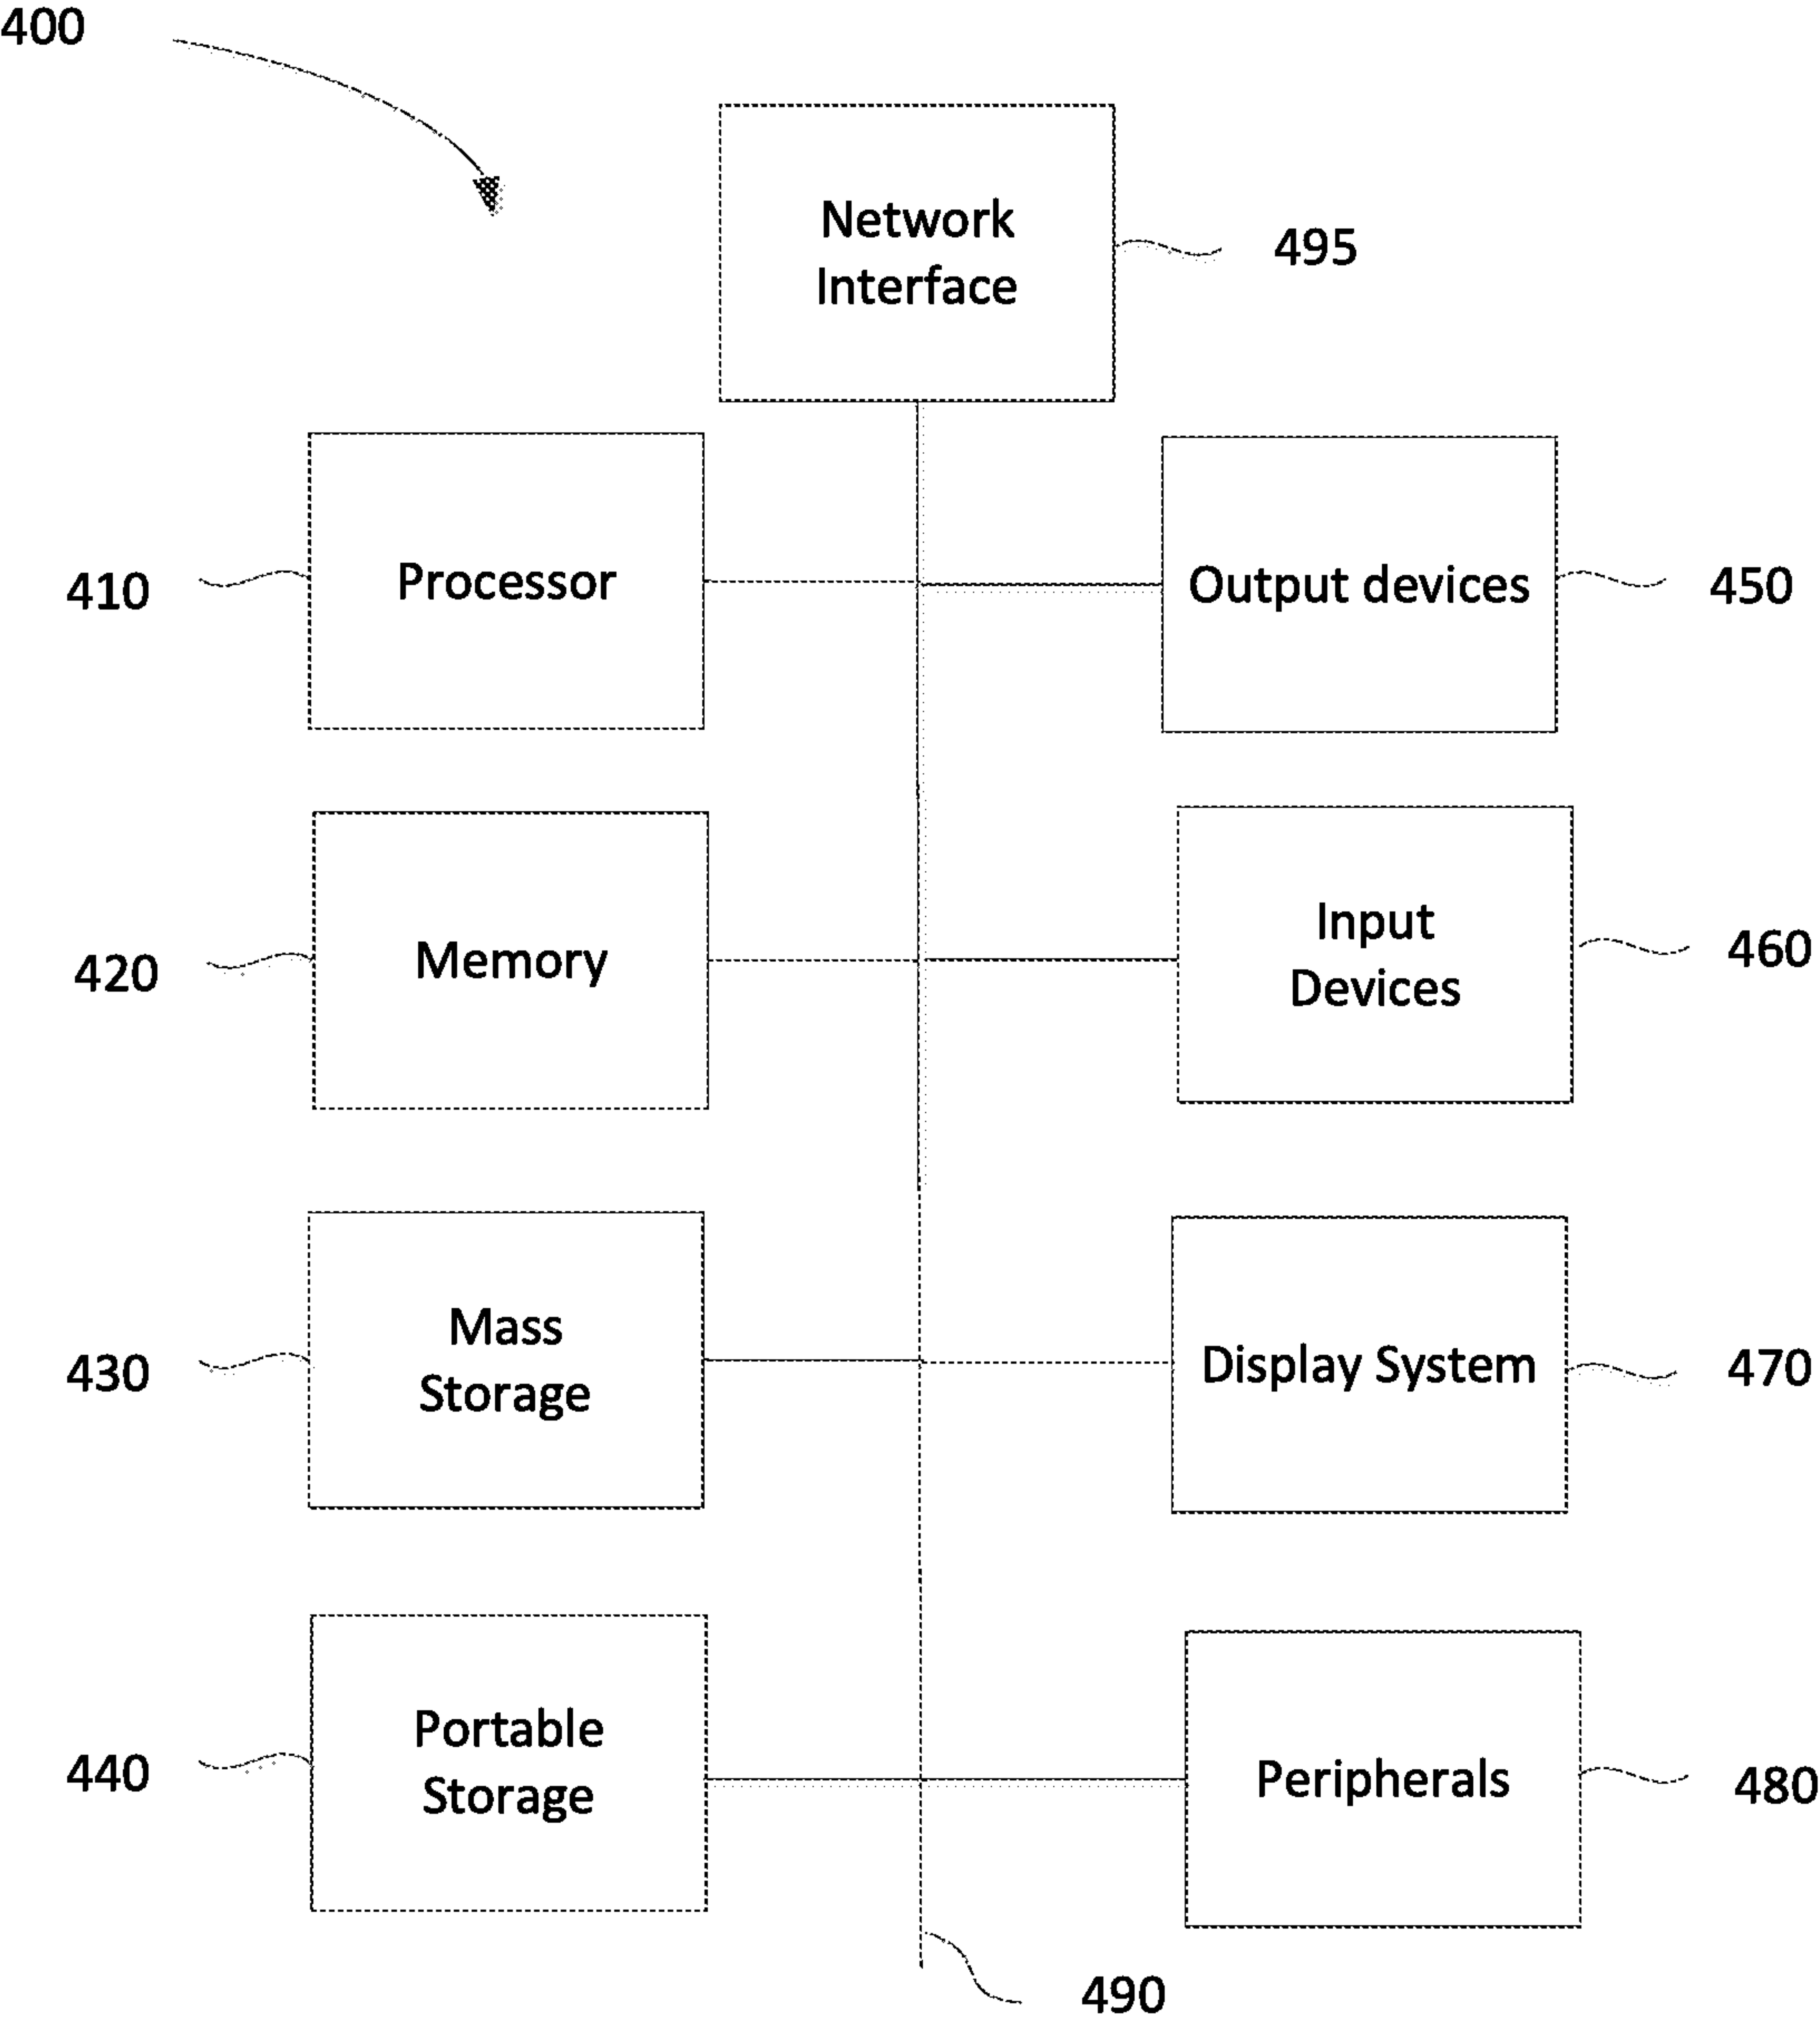 400
Network
Interface
495
Processor
410
Output devices
450
Memory
420
Input
Devices
460
Mass
Storage
430
Display System
470
Portable
Storage
440
Peripherals
480
490